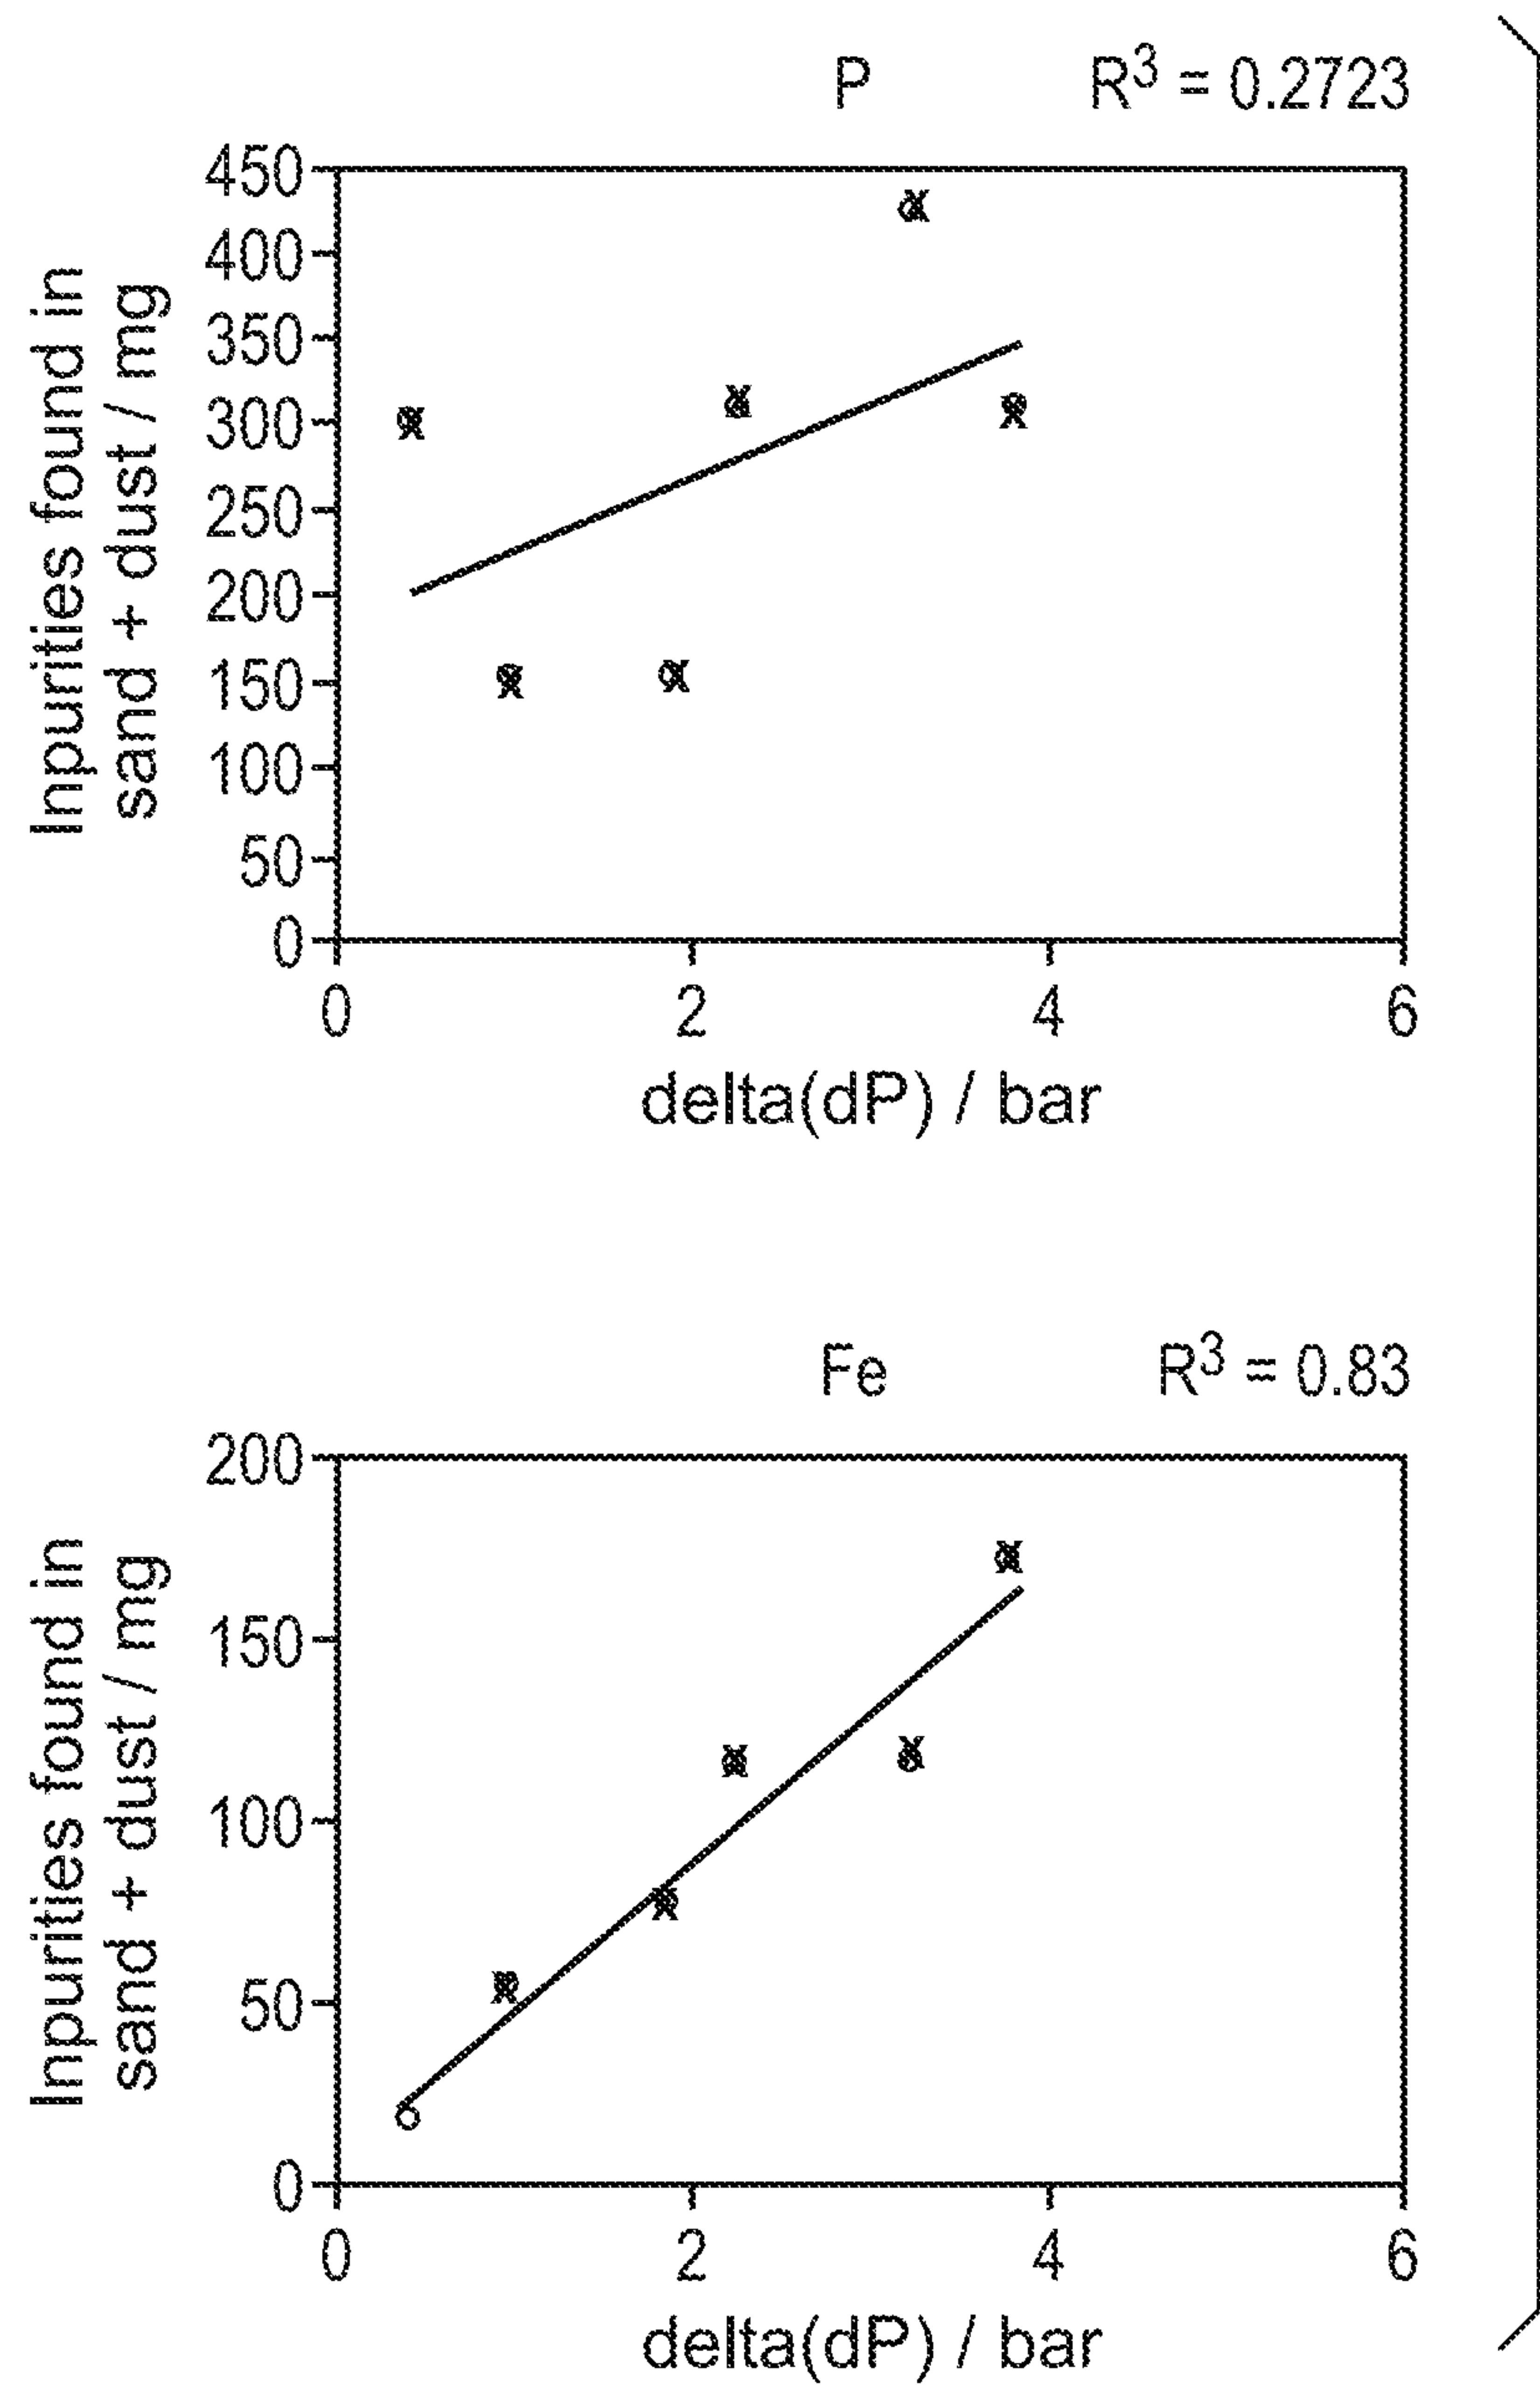 P R³ = 0.2723
Inpurities found in
sand + dust / mg
450
400
350
300
250
200
150
100
50
0
0 2 4 6
delta(dP) / bar
Fe R³ = 0.83
Inpurities found in
sand + dust / mg
200
150
100
50
0
0 2 4 6
delta(dP) / bar